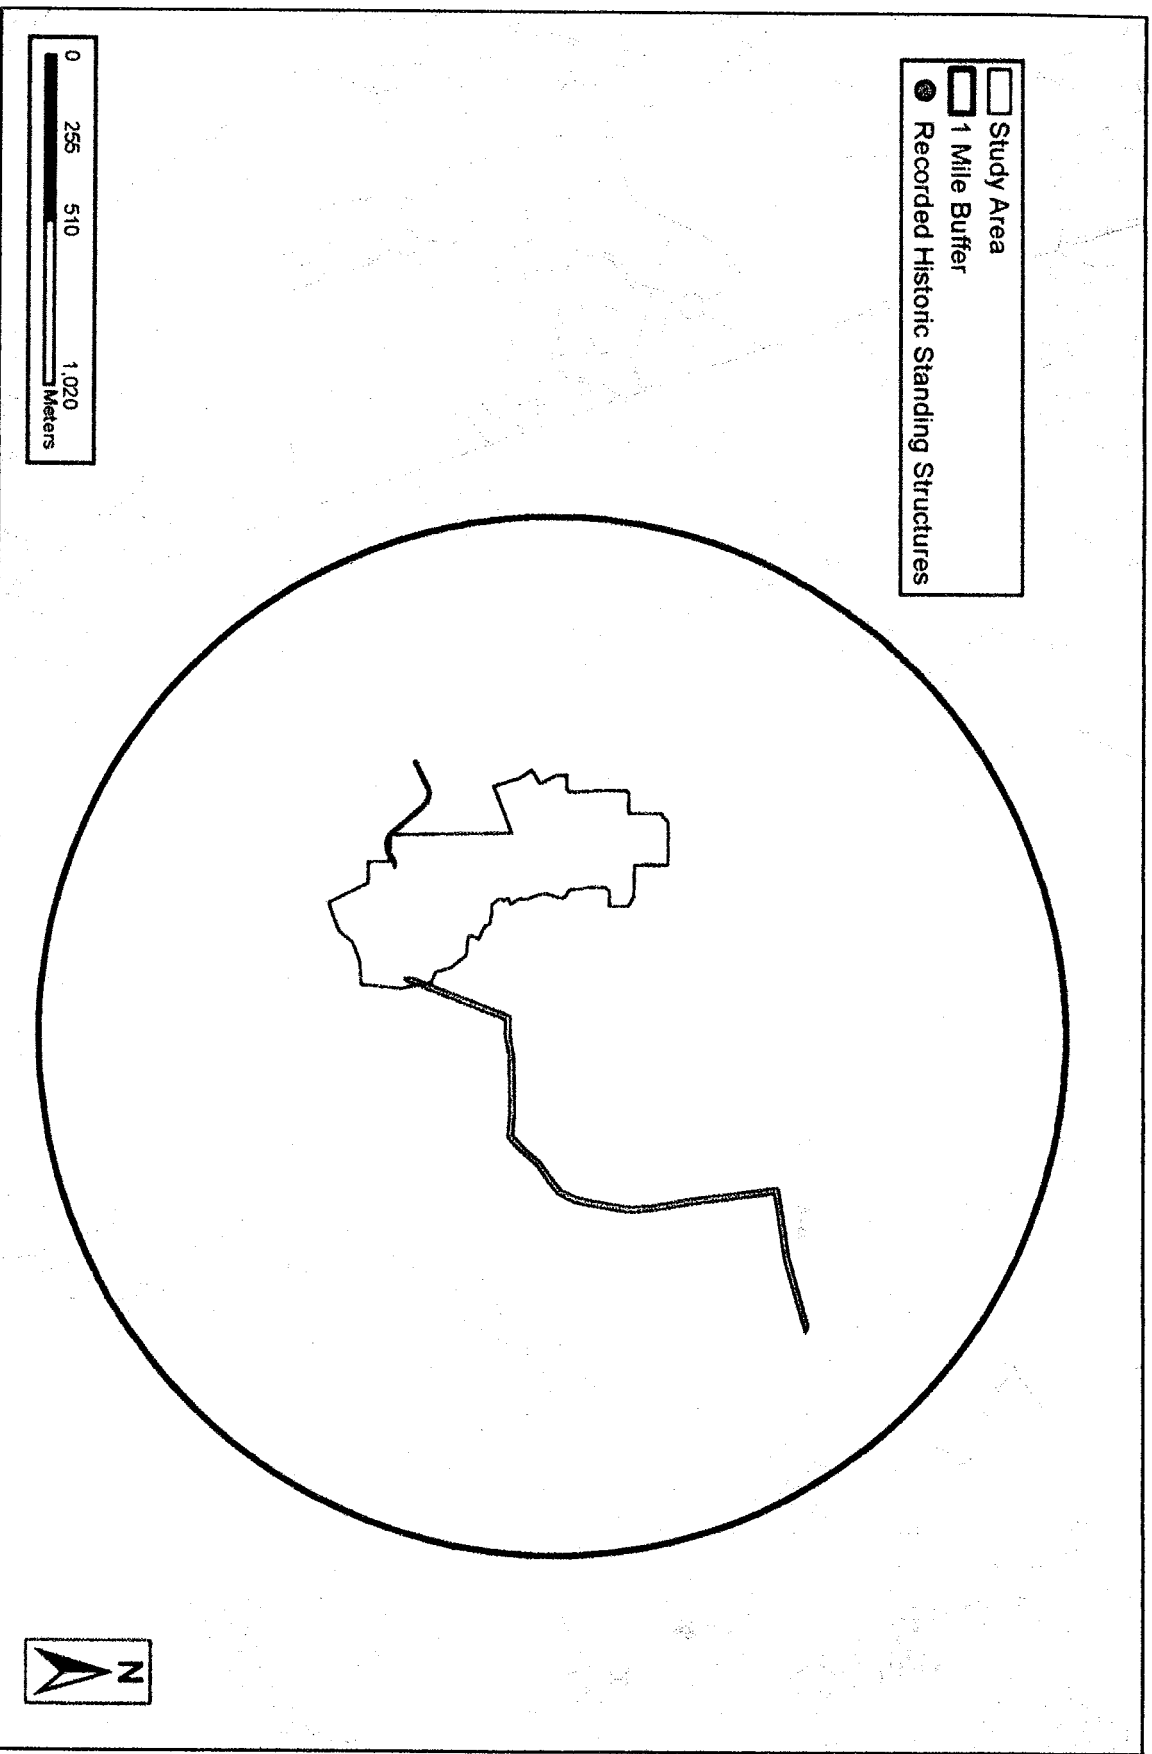 Study Area
1 Mile Buffer
Recorded Historic Standing Structures
0 255 510 1,020
Meters
N